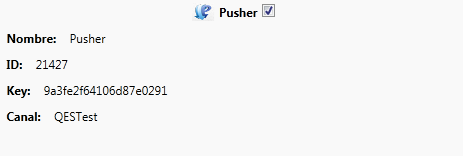 Pusher
Nombre: Pusher
ID: 21427
Key: 9a3fe2f64106d87e0291
Canal: QESTest